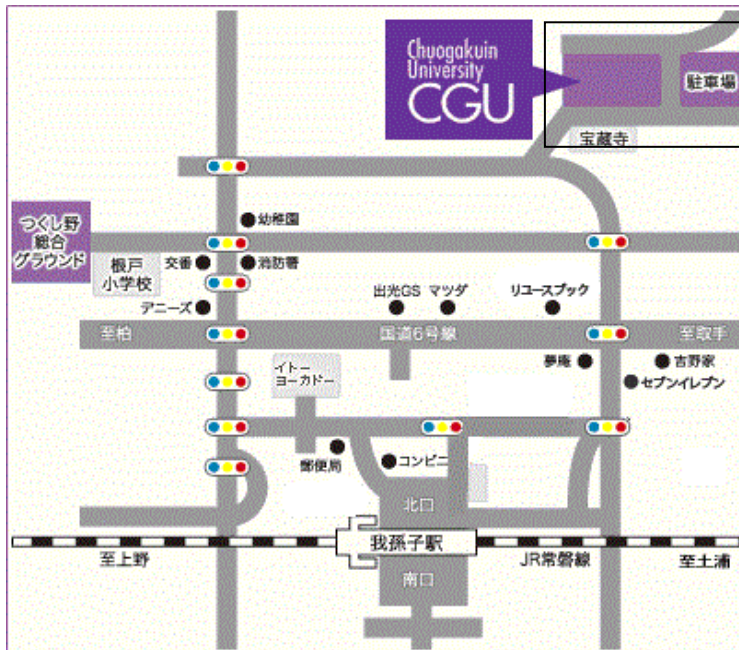 Chuogakuin
University
CGU
駐車場
宝蔵寺
つくし野
総合
グラウンド
幼稚園
根戸
小学校
交番
消防署
デニーズ
出光GS
マツダ
リユースブック
至柏
国道6号線
至取手
夢庵
吉野家
セブンイレブン
イトー
ヨーカドー
郵便局
コンビニ
北口
我孫子駅
至上野
JR常磐線
至土浦
南口